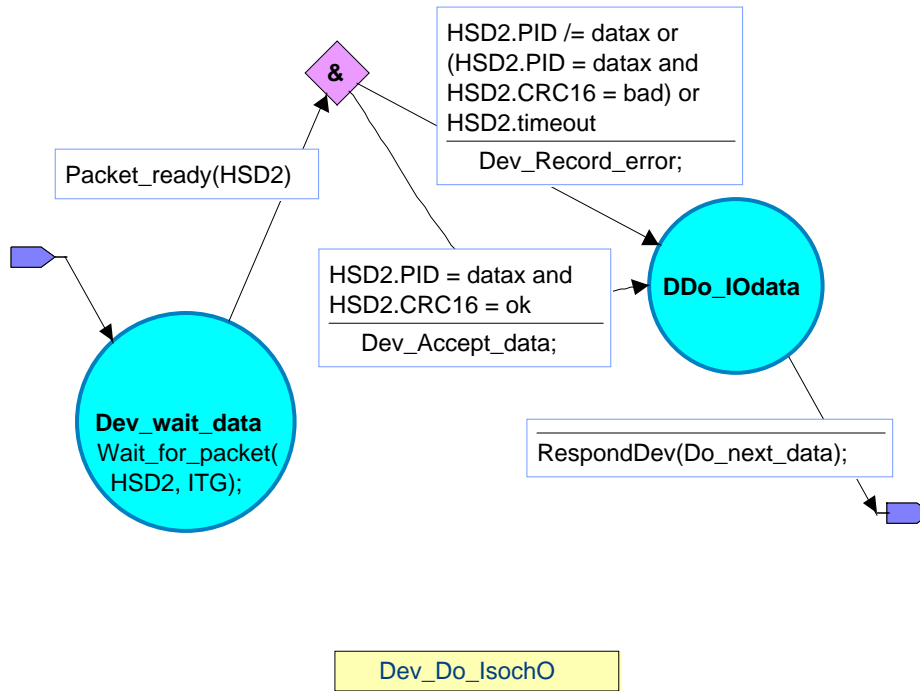 &
HSD2.PID /= datax or
(HSD2.PID = datax and
HSD2.CRC16 = bad) or
HSD2.timeout
Dev_Record_error;
Packet_ready(HSD2)
HSD2.PID = datax and
HSD2.CRC16 = ok
Dev_Accept_data;
DDo_IOdata
Dev_wait_data
Wait_for_packet(
HSD2, ITG);
RespondDev(Do_next_data);
Dev_Do_IsochO